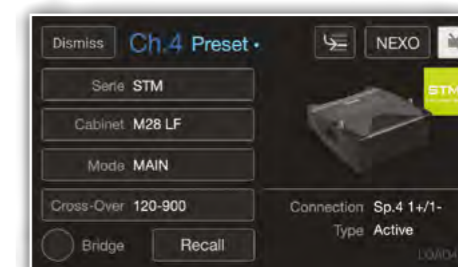 Dismiss Ch.4 Preset • NEXO
Serie STM
STM
Cabinet M28 LF
Mode MAIN
Cross-Over 120-900 Connection Sp.4 1+/1-
Type Active
Bridge Recall